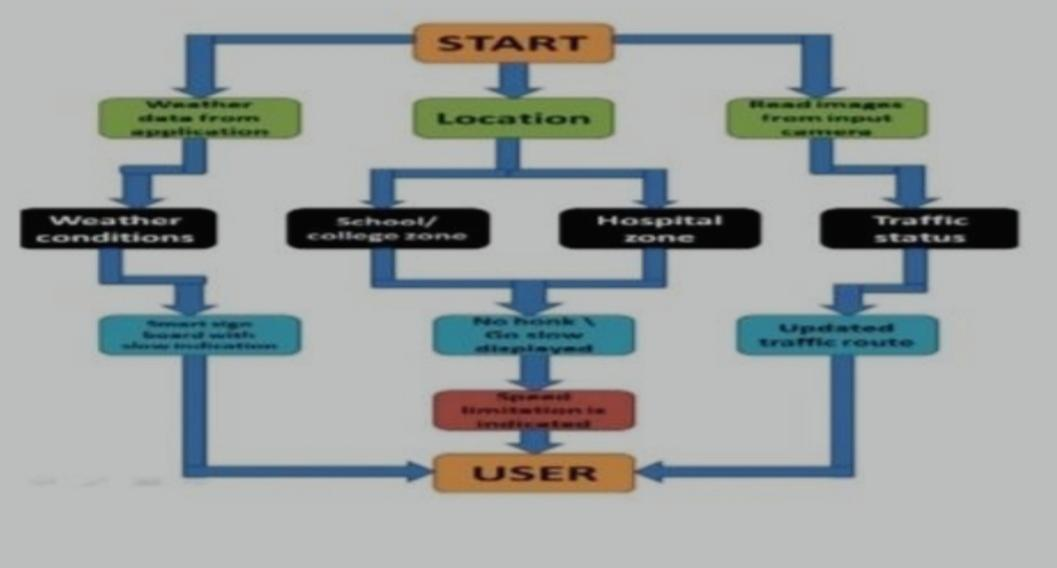 START
Weather
data from
application
Location
Read images
from input
camera
Weather
conditions
School/
college zone
Hospital
zone
Traffic
status
Smart sign
board with
slow indication
No honk \
Go slow
displayed
Updated
traffic route
Speed
limitation is
indicated
USER